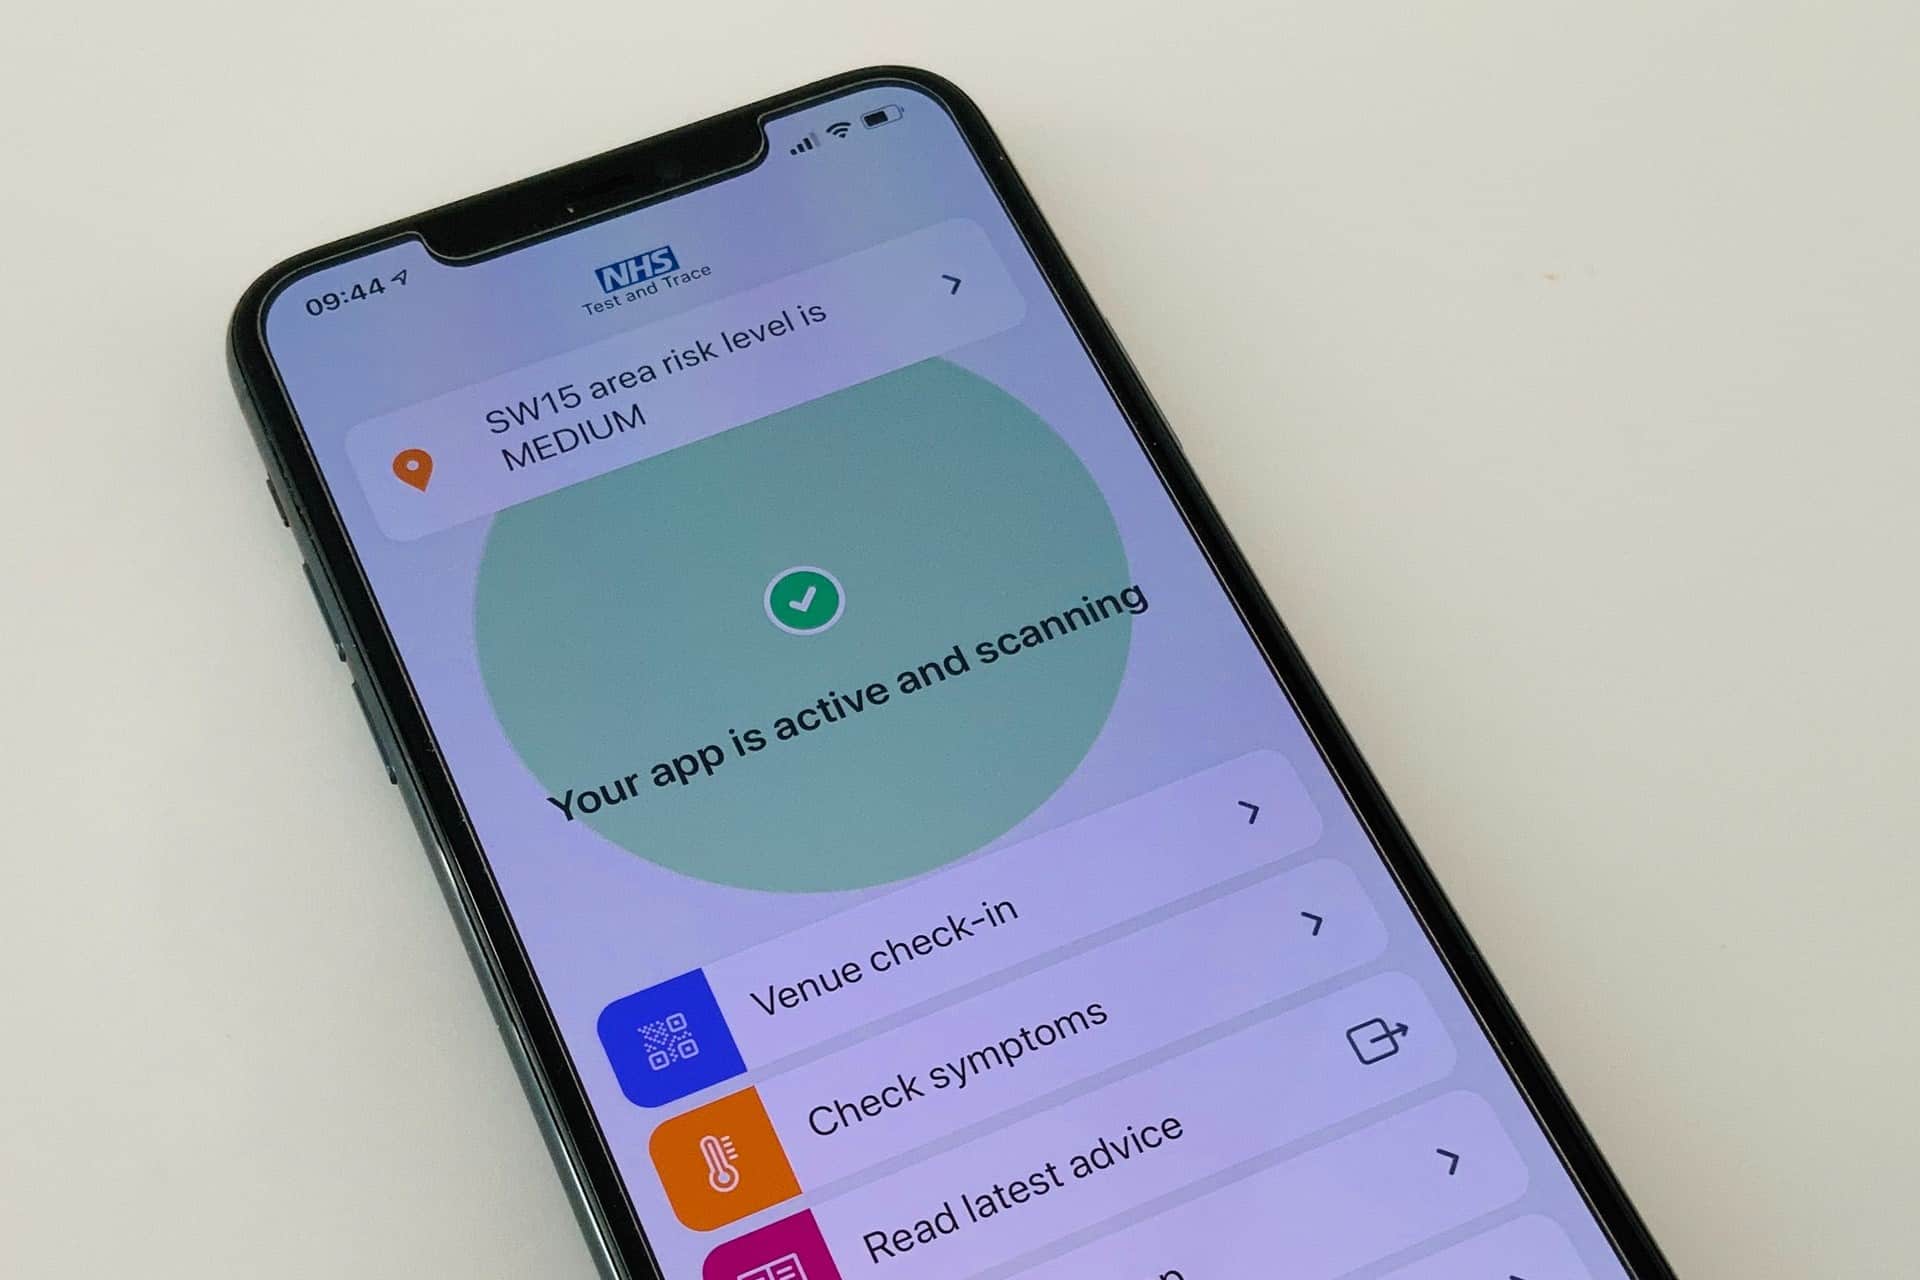 09:44
NHS
Test and Trace
SW15 area risk level is
MEDIUM
Your app is active and scanning
Venue check-in
Check symptoms
Read latest advice